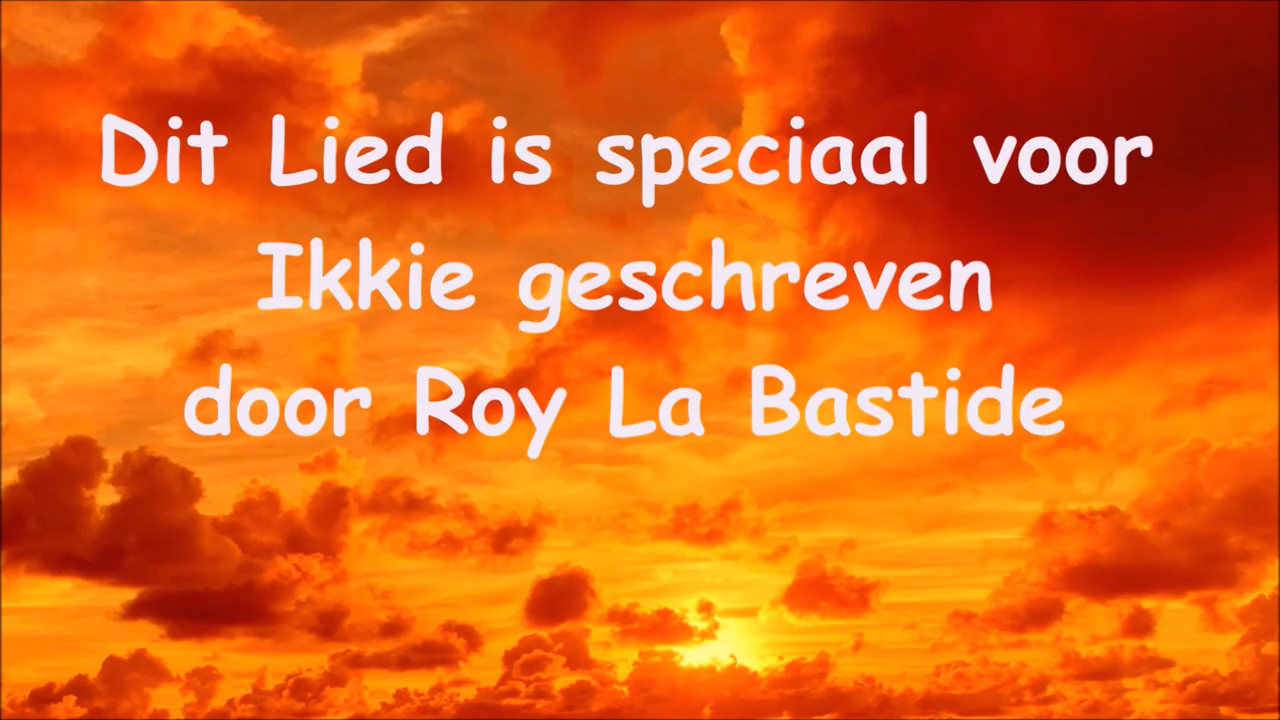 Dit Lied is speciaal voor
Ikkie geschreven
door Roy La Bastide